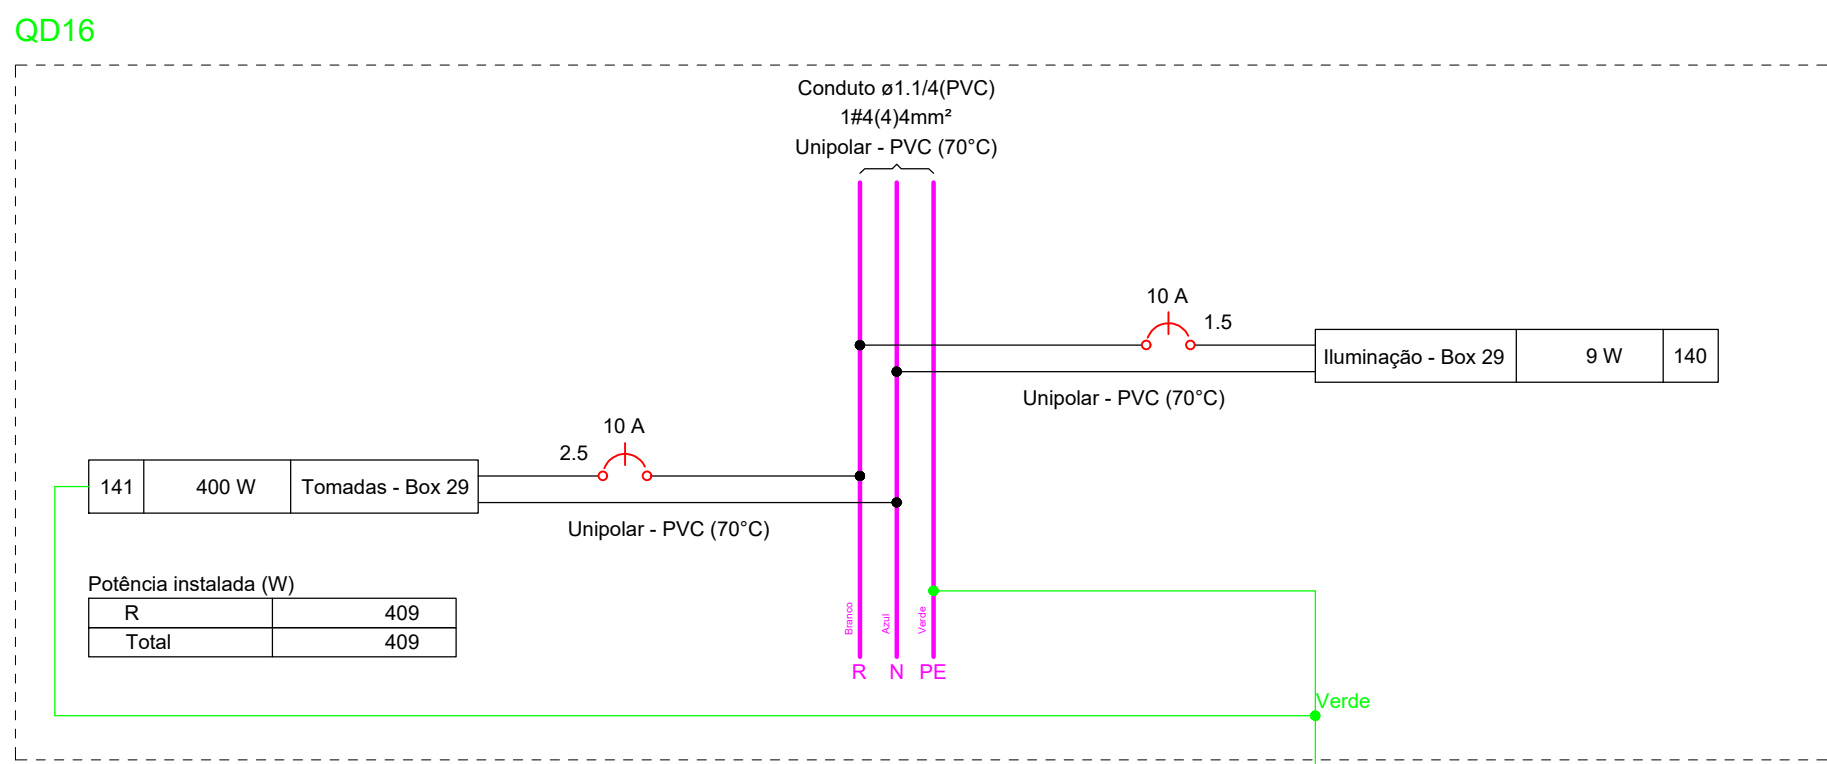 QD16
Conduto ø1.1/4(PVC)
1#4(4)4mm²
Unipolar - PVC (70°C)
10 A
1.5
Iluminação - Box 29 9 W 140
Unipolar - PVC (70°C)
10 A
2.5
141 400 W Tomadas - Box 29
Unipolar - PVC (70°C)
Potência instalada (W)
R 409
Total 409
Branco
Azul
Verde
R N PE
Verde